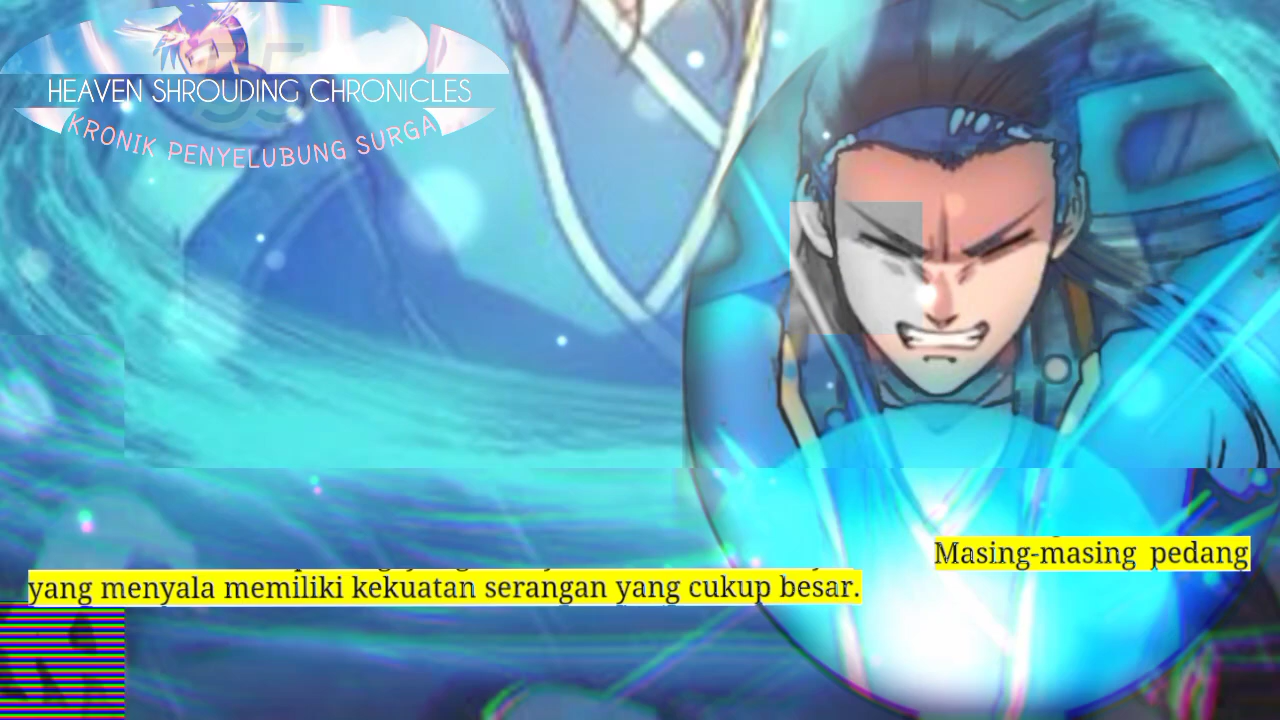 HEAVEN SHROUDING CHRONICLES
KRONIK PENYELUBUNG SURGA
Masing-masing pedang
yang menyala memiliki kekuatan serangan yang cukup besar.